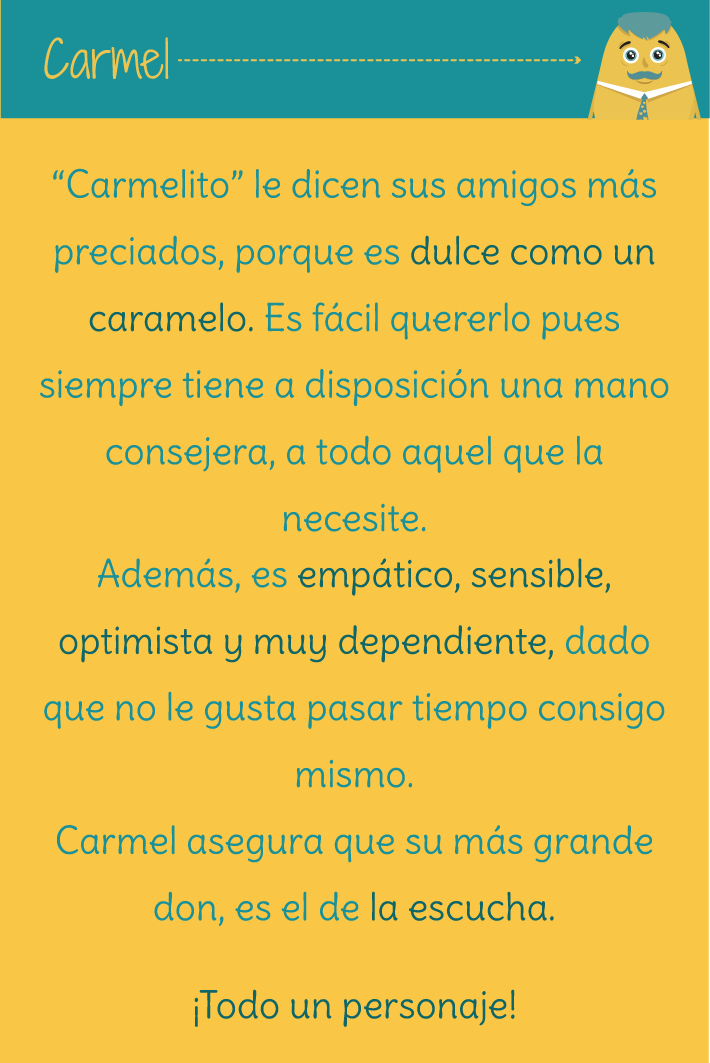 Carmel
“Carmelito” le dicen sus amigos más
preciados, porque es dulce como un
caramelo. Es fácil quererlo pues
siempre tiene a disposición una mano
consejera, a todo aquel que la
necesite.
Además, es empático, sensible,
optimista y muy dependiente, dado
que no le gusta pasar tiempo consigo
mismo.
Carmel asegura que su más grande
don, es el de la escucha.
¡Todo un personaje!